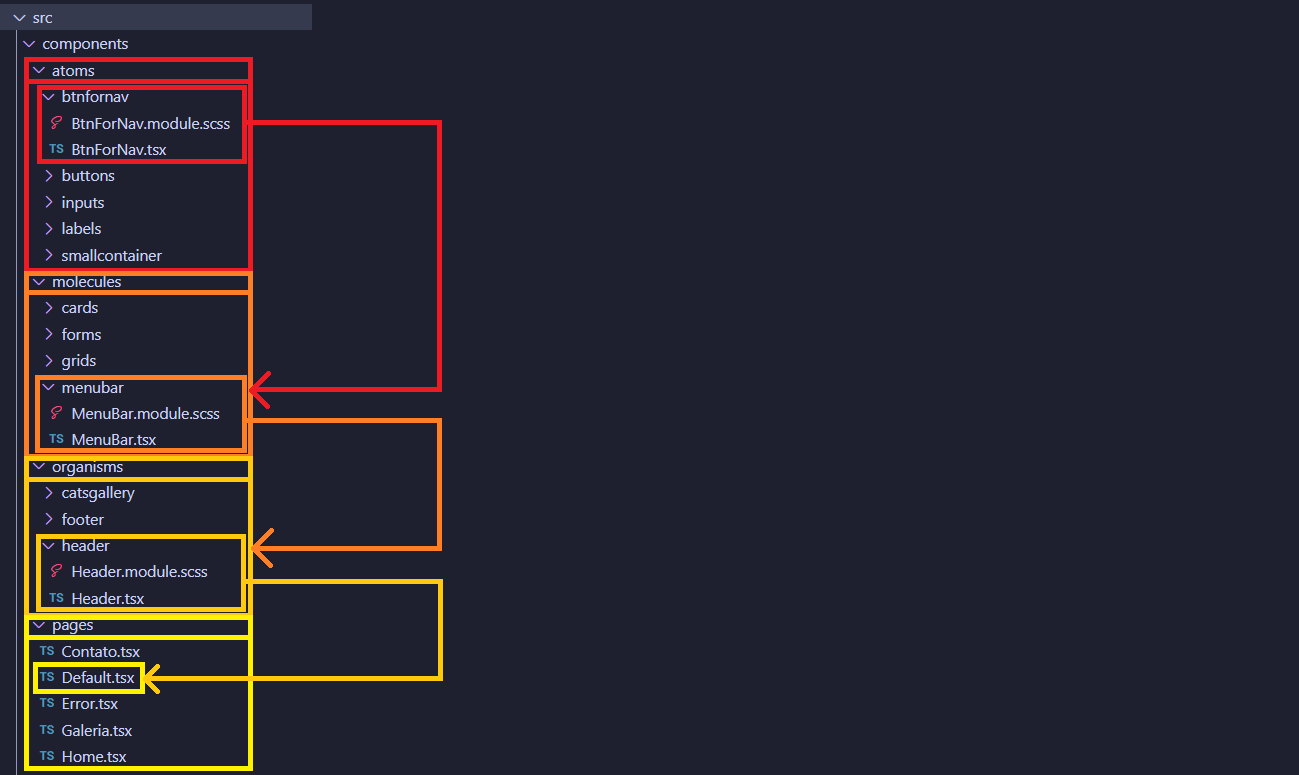 src
components
atoms
btnfornav
BtnForNav.module.scss
TS BtnForNav.tsx
buttons
inputs
labels
smallcontainer
molecules
cards
forms
grids
menubar
MenuBar.module.scss
TS MenuBar.tsx
organisms
catsgallery
footer
header
Header.module.scss
TS Header.tsx
pages
TS Contato.tsx
TS Default.tsx
TS Error.tsx
TS Galeria.tsx
TS Home.tsx